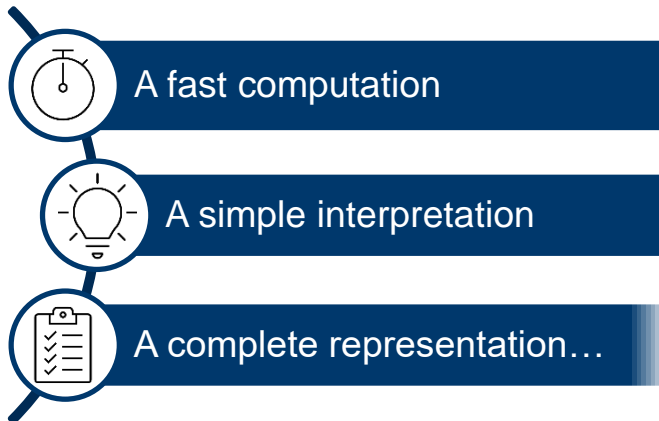 A fast computation
A simple interpretation
A complete representation…